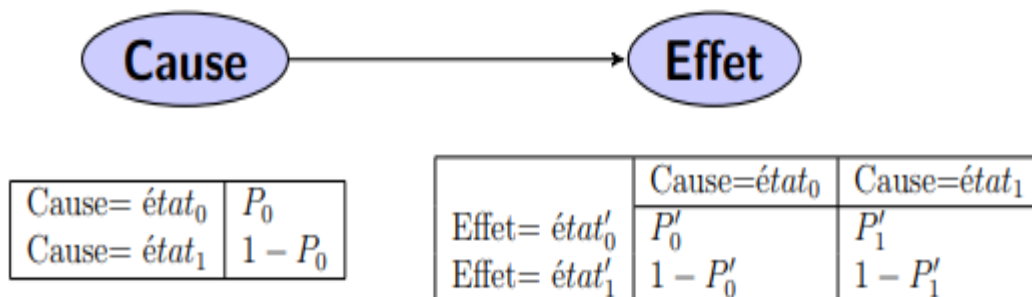 Cause Effet
Cause= état₀ P₀
Cause= état₁ 1 − P₀
Cause=état₀ Cause=état₁
Effet= état′₀ P′₀ P′₁
Effet= état′₁ 1 − P′₀ 1 − P′₁